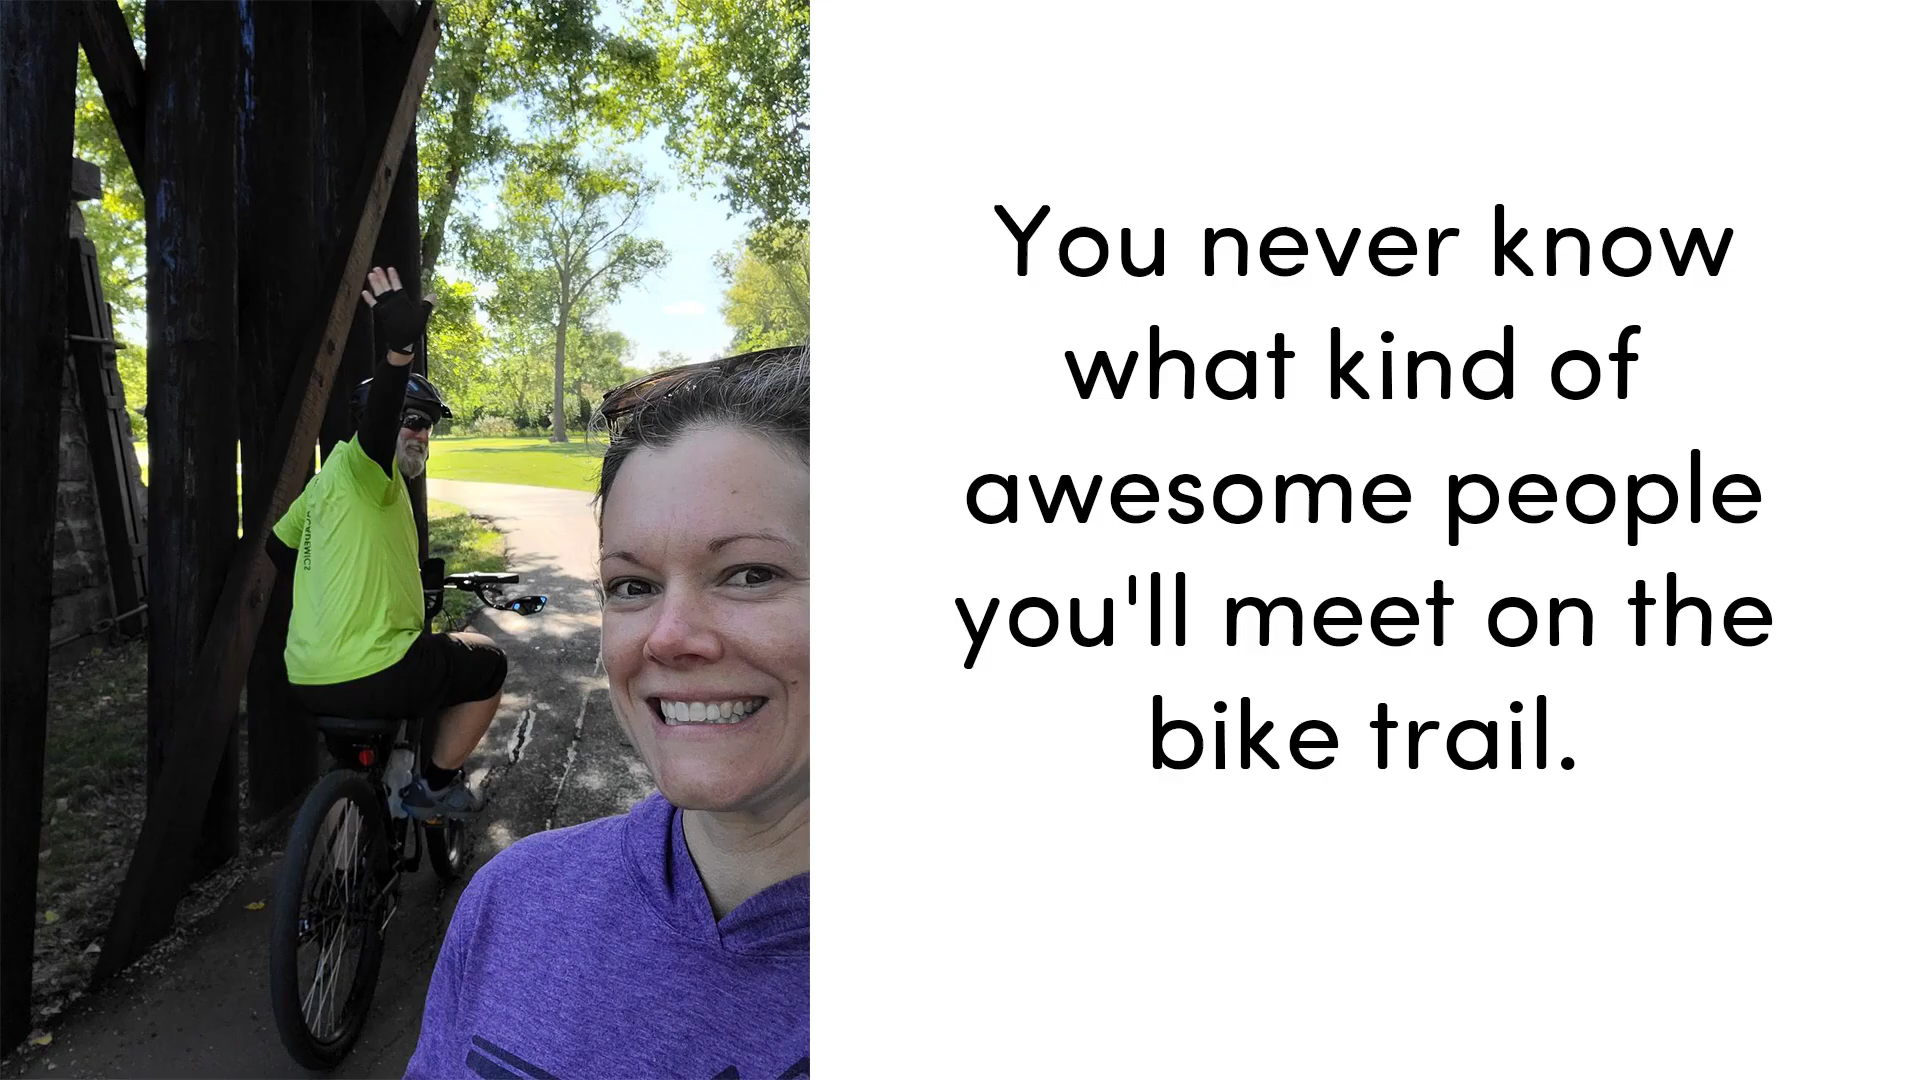 You never know
what kind of
awesome people
you'll meet on the
bike trail.